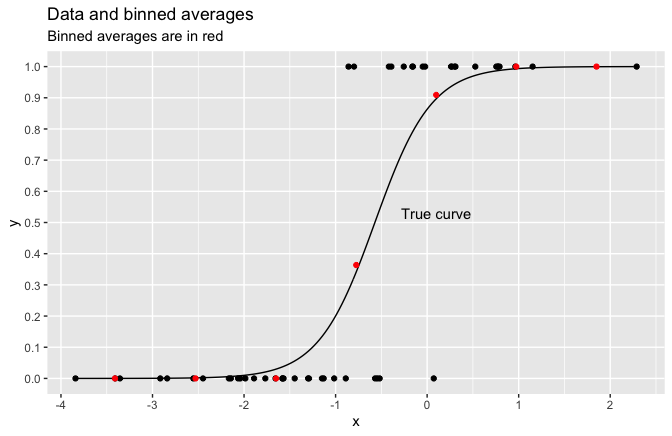 Data and binned averages
Binned averages are in red
1.0
0.9
0.8
0.7
0.6
0.5
0.4
0.3
0.2
0.1
0.0
y
True curve
-4 -3 -2 -1 0 1 2
x